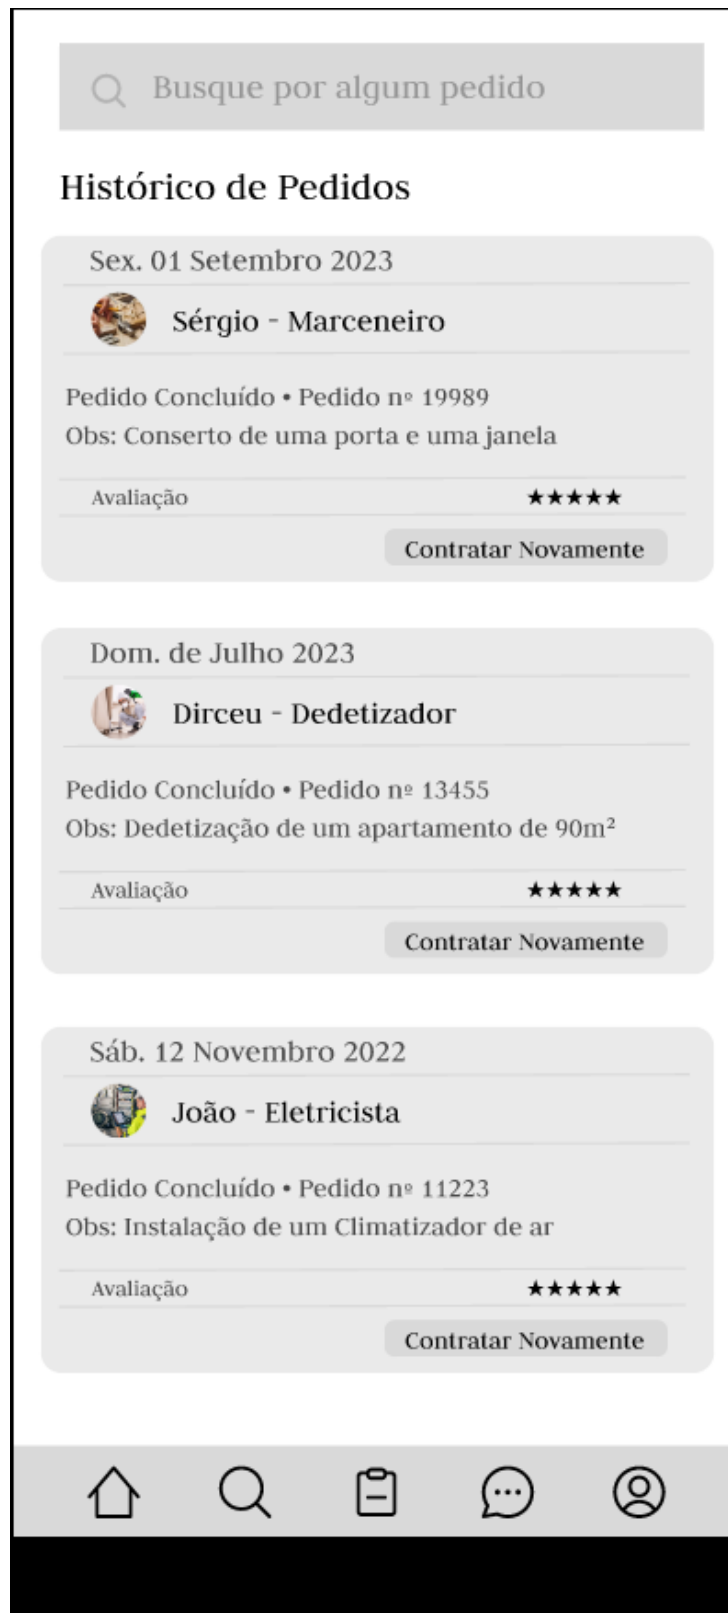 Busque por algum pedido
Histórico de Pedidos
Sex. 01 Setembro 2023
Sérgio - Marceneiro
Pedido Concluído • Pedido nº 19989
Obs: Conserto de uma porta e uma janela
Avaliação ★★★★★
Contratar Novamente
Dom. de Julho 2023
Dirceu - Dedetizador
Pedido Concluído • Pedido nº 13455
Obs: Dedetização de um apartamento de 90m²
Avaliação ★★★★★
Contratar Novamente
Sáb. 12 Novembro 2022
João - Eletricista
Pedido Concluído • Pedido nº 11223
Obs: Instalação de um Climatizador de ar
Avaliação ★★★★★
Contratar Novamente